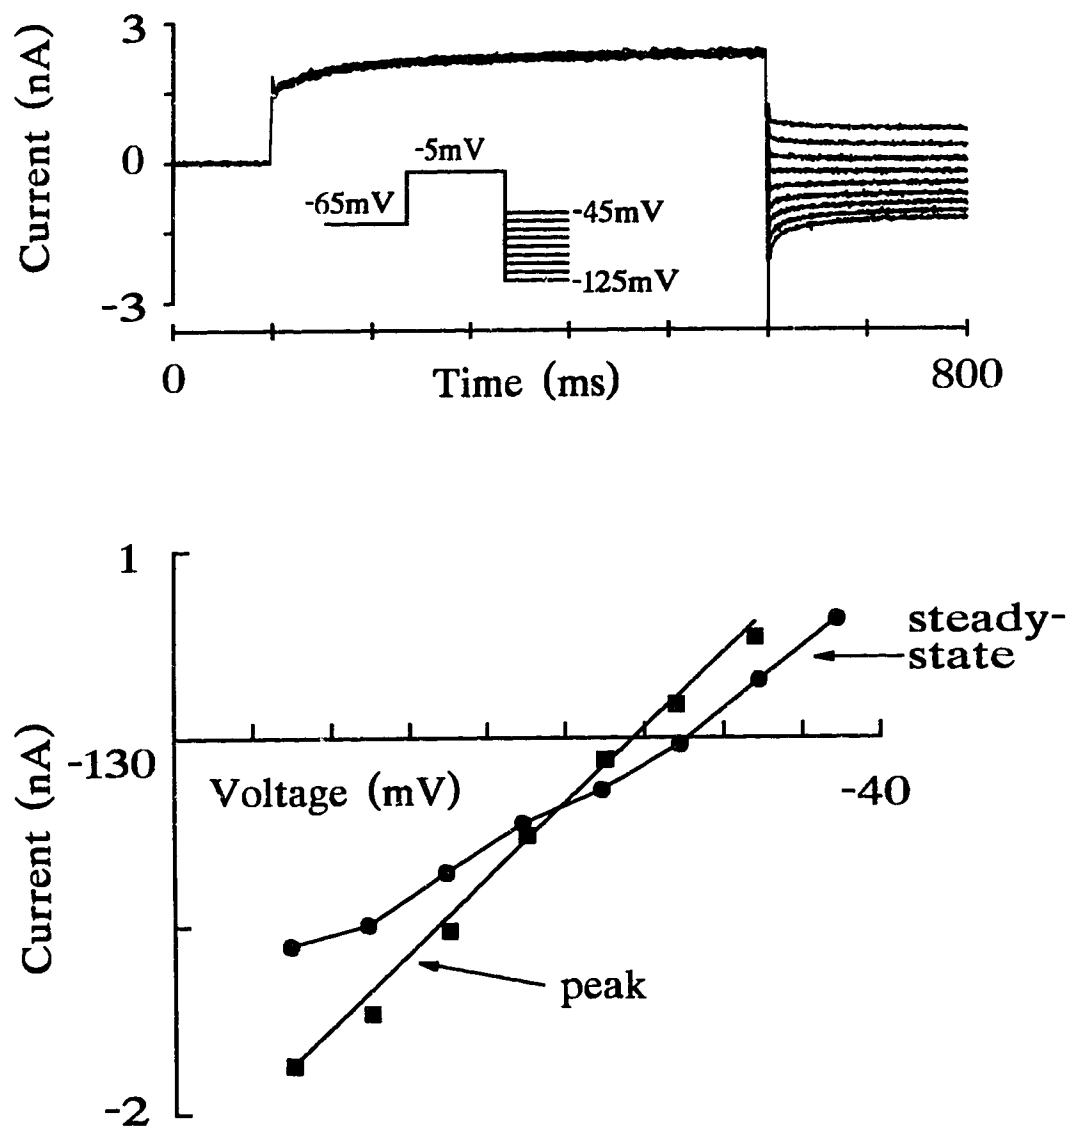 3
Current (nA)
0
-3
-5mV
-65mV
-45mV
-125mV
0
Time (ms)
800
1
Current (nA)
-130
Voltage (mV)
-40
-2
steady-
state
peak